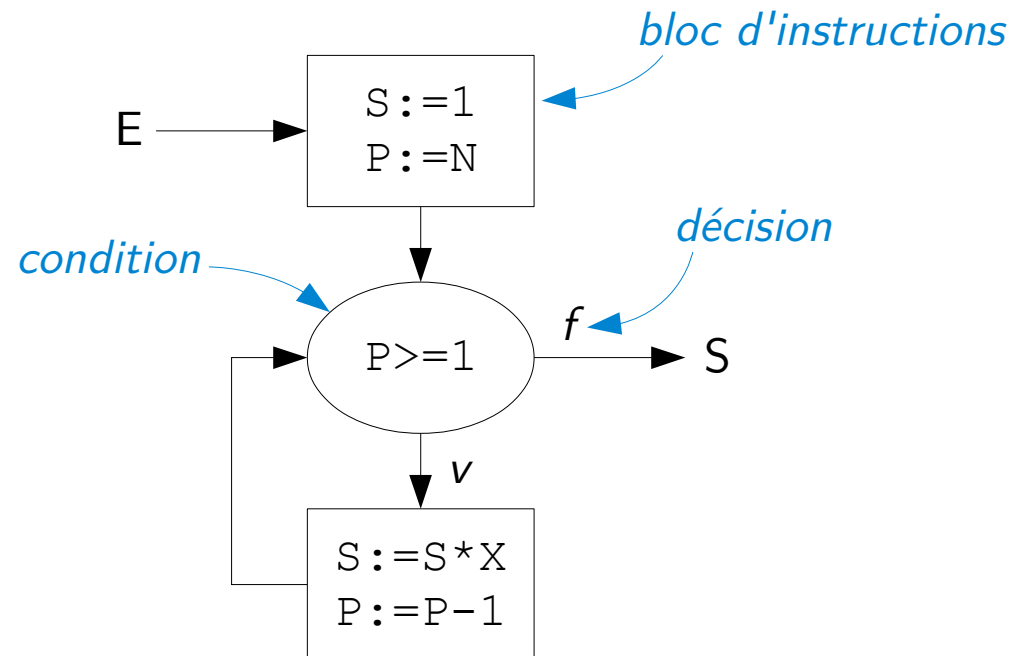 bloc d'instructions
S:=1
P:=N
E
décision
condition
f
P>=1
S
v
S:=S*X
P:=P-1